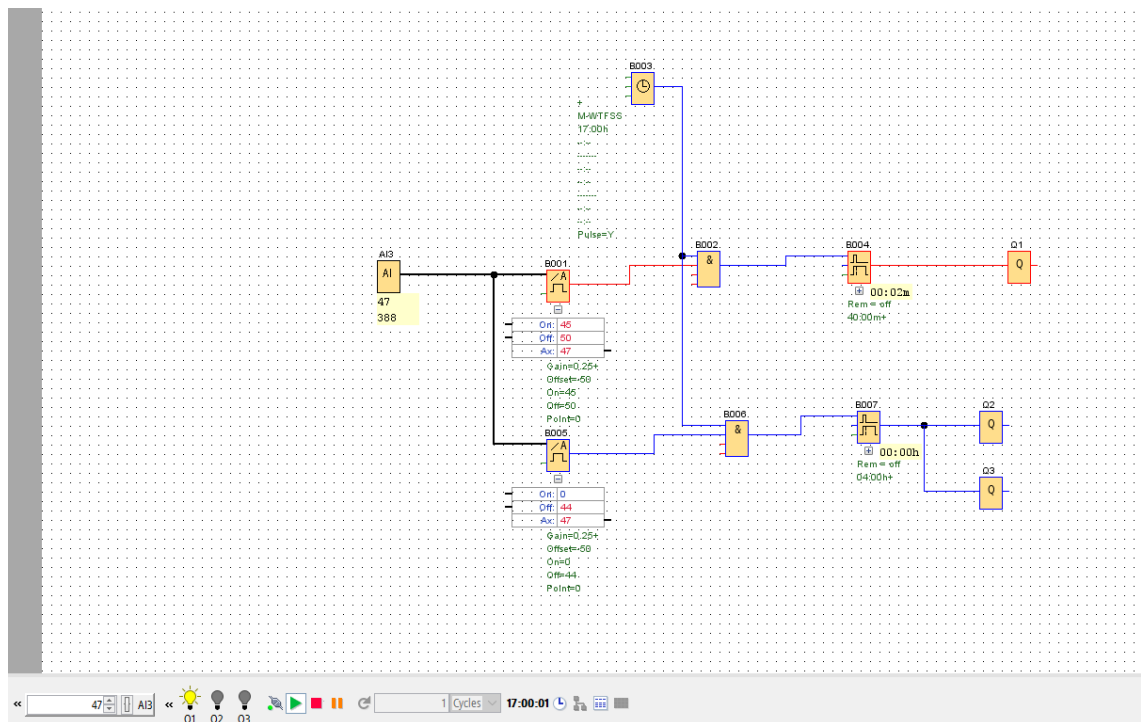 B003
+
M-WTFSS
17:00h
--:--
-------
--:--
--:--
-------
--:--
--:--
Pulse=Y
AI3
AI
47
388
B001
/A
On: 45
Off: 50
Ax: 47
Gain=0.25+
Offset=-50
On=45
Off=50
Point=0
B002
&
B004
00:02m
Rem = off
40:00m+
Q1
Q
B005
/A
On: 0
Off: 44
Ax: 47
Gain=0.25+
Offset=-50
On=0
Off=44
Point=0
B006
&
B007
00:00h
Rem = off
04:00h+
Q2
Q
Q3
Q
« 47 AI3 « Q1 Q2 Q3 1 Cycles 17:00:01